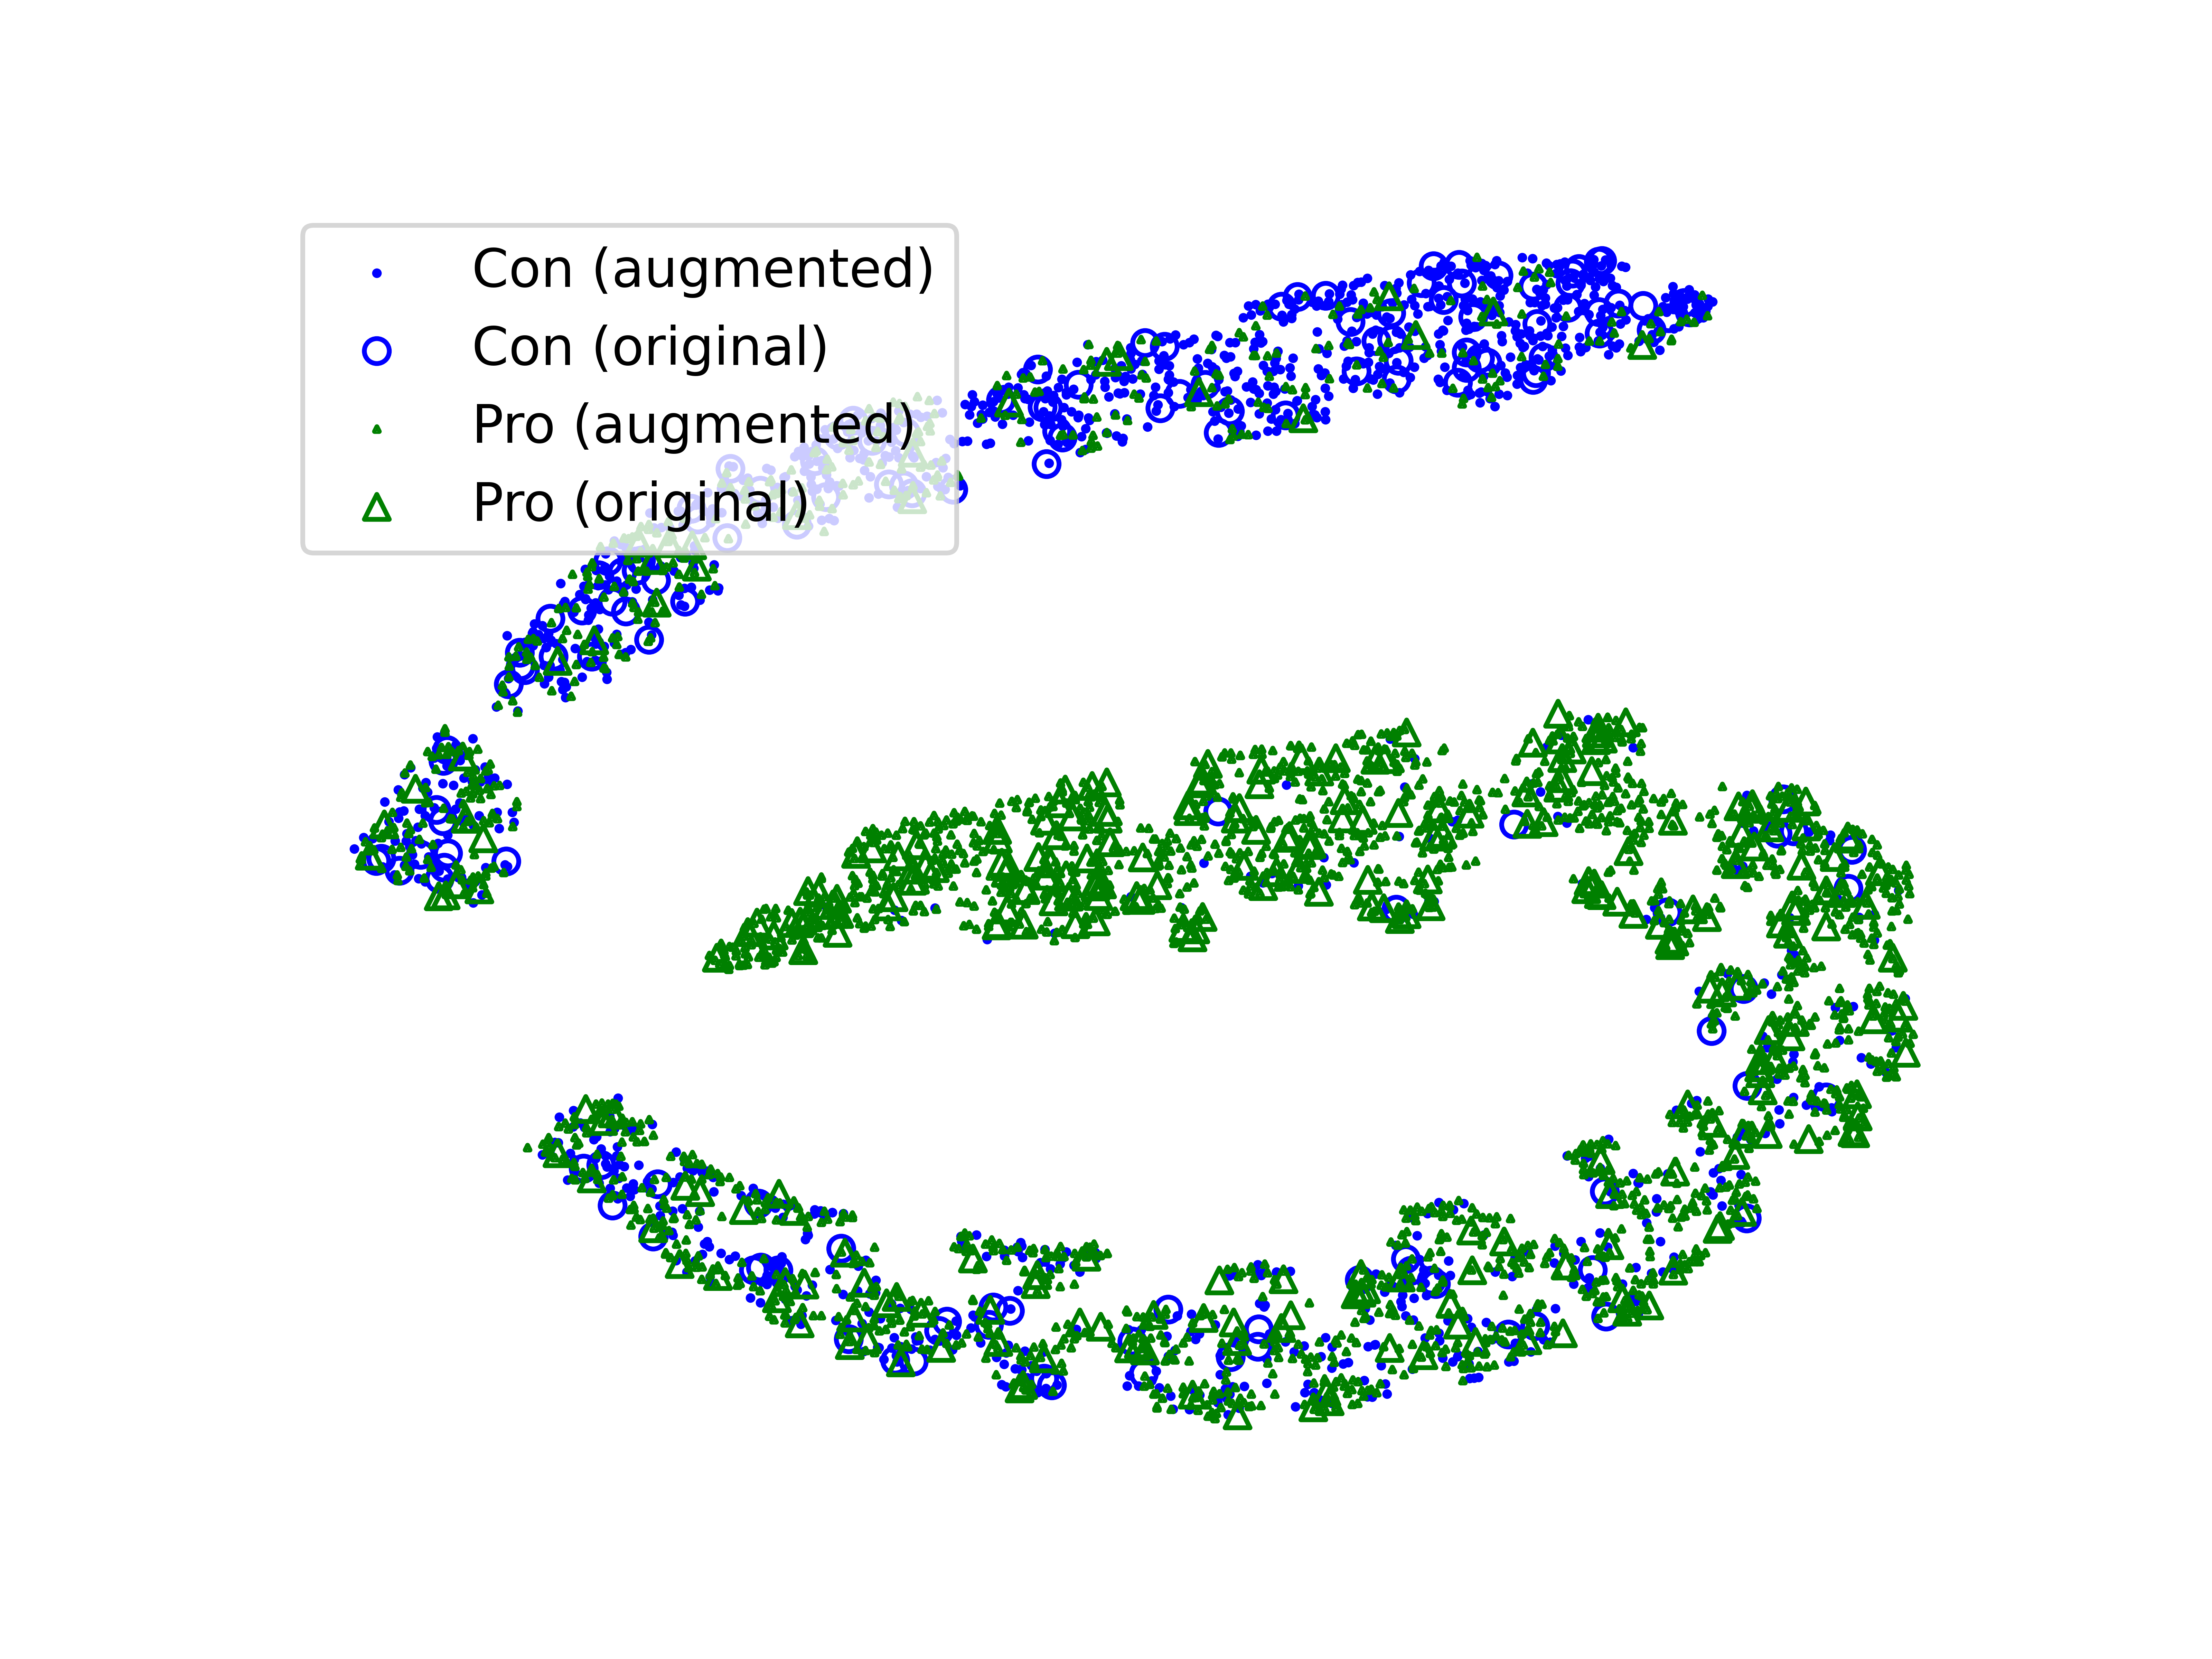 Con (augmented)
Con (original)
Pro (augmented)
Pro (original)